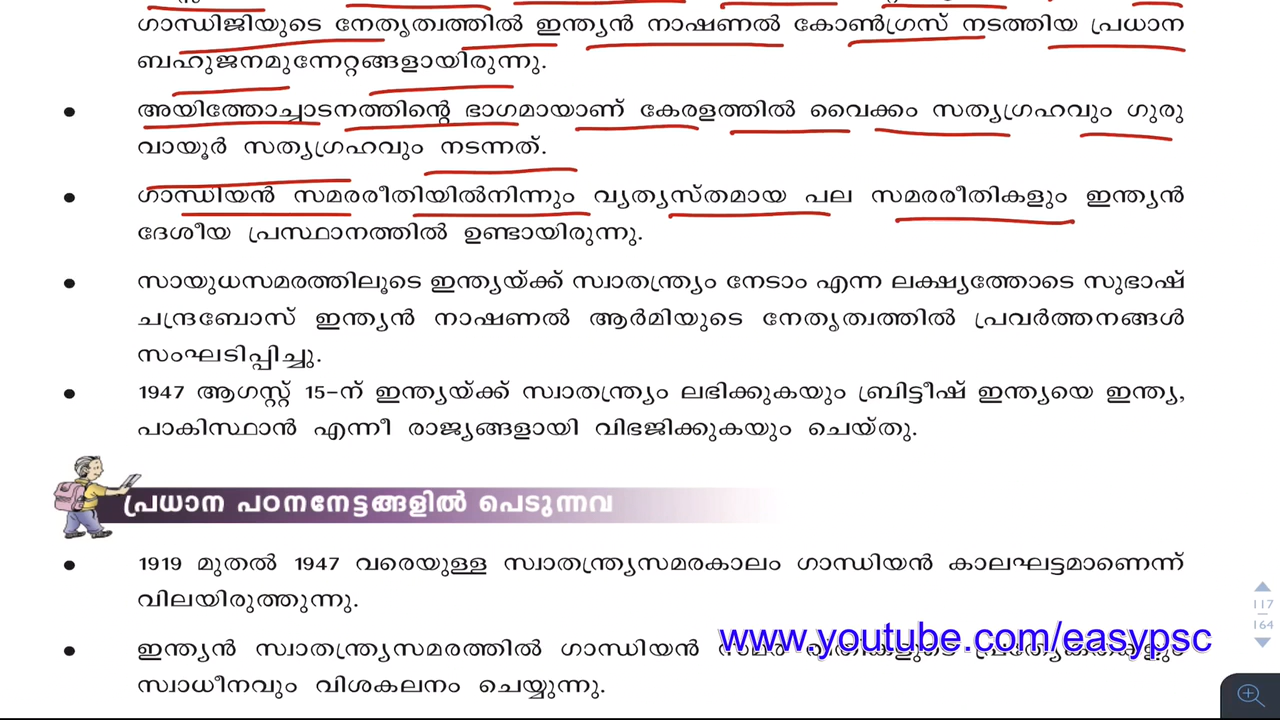 ഗാന്ധിജിയുടെ നേതൃത്വത്തിൽ ഇന്ത്യൻ നാഷണൽ കോൺഗ്രസ് നടത്തിയ പ്രധാന
ബഹുജനമുന്നേറ്റങ്ങളായിരുന്നു.
• അയിത്തോച്ചാടനത്തിന്റെ ഭാഗമായാണ് കേരളത്തിൽ വൈക്കം സത്യഗ്രഹവും ഗുരു
വായൂർ സത്യഗ്രഹവും നടന്നത്.
• ഗാന്ധിയൻ സമരരീതിയിൽനിന്നും വ്യത്യസ്തമായ പല സമരരീതികളും ഇന്ത്യൻ
ദേശീയ പ്രസ്ഥാനത്തിൽ ഉണ്ടായിരുന്നു.
• സായുധസമരത്തിലൂടെ ഇന്ത്യയ്ക്ക് സ്വാതന്ത്ര്യം നേടാം എന്ന ലക്ഷ്യത്തോടെ സുഭാഷ്
ചന്ദ്രബോസ് ഇന്ത്യൻ നാഷണൽ ആർമിയുടെ നേതൃത്വത്തിൽ പ്രവർത്തനങ്ങൾ
സംഘടിപ്പിച്ചു.
• 1947 ആഗസ്റ്റ് 15-ന് ഇന്ത്യയ്ക്ക് സ്വാതന്ത്ര്യം ലഭിക്കുകയും ബ്രിട്ടീഷ് ഇന്ത്യയെ ഇന്ത്യ,
പാകിസ്ഥാൻ എന്നീ രാജ്യങ്ങളായി വിഭജിക്കുകയും ചെയ്തു.
പ്രധാന പഠനനേട്ടങ്ങളിൽ പെടുന്നവ
• 1919 മുതൽ 1947 വരെയുള്ള സ്വാതന്ത്ര്യസമരകാലം ഗാന്ധിയൻ കാലഘട്ടമാണെന്ന്
വിലയിരുത്തുന്നു.
• ഇന്ത്യൻ സ്വാതന്ത്ര്യസമരത്തിൽ ഗാന്ധിയൻ
www.youtube.com/easypsc
സ്വാധീനവും വിശകലനം ചെയ്യുന്നു.
117
164